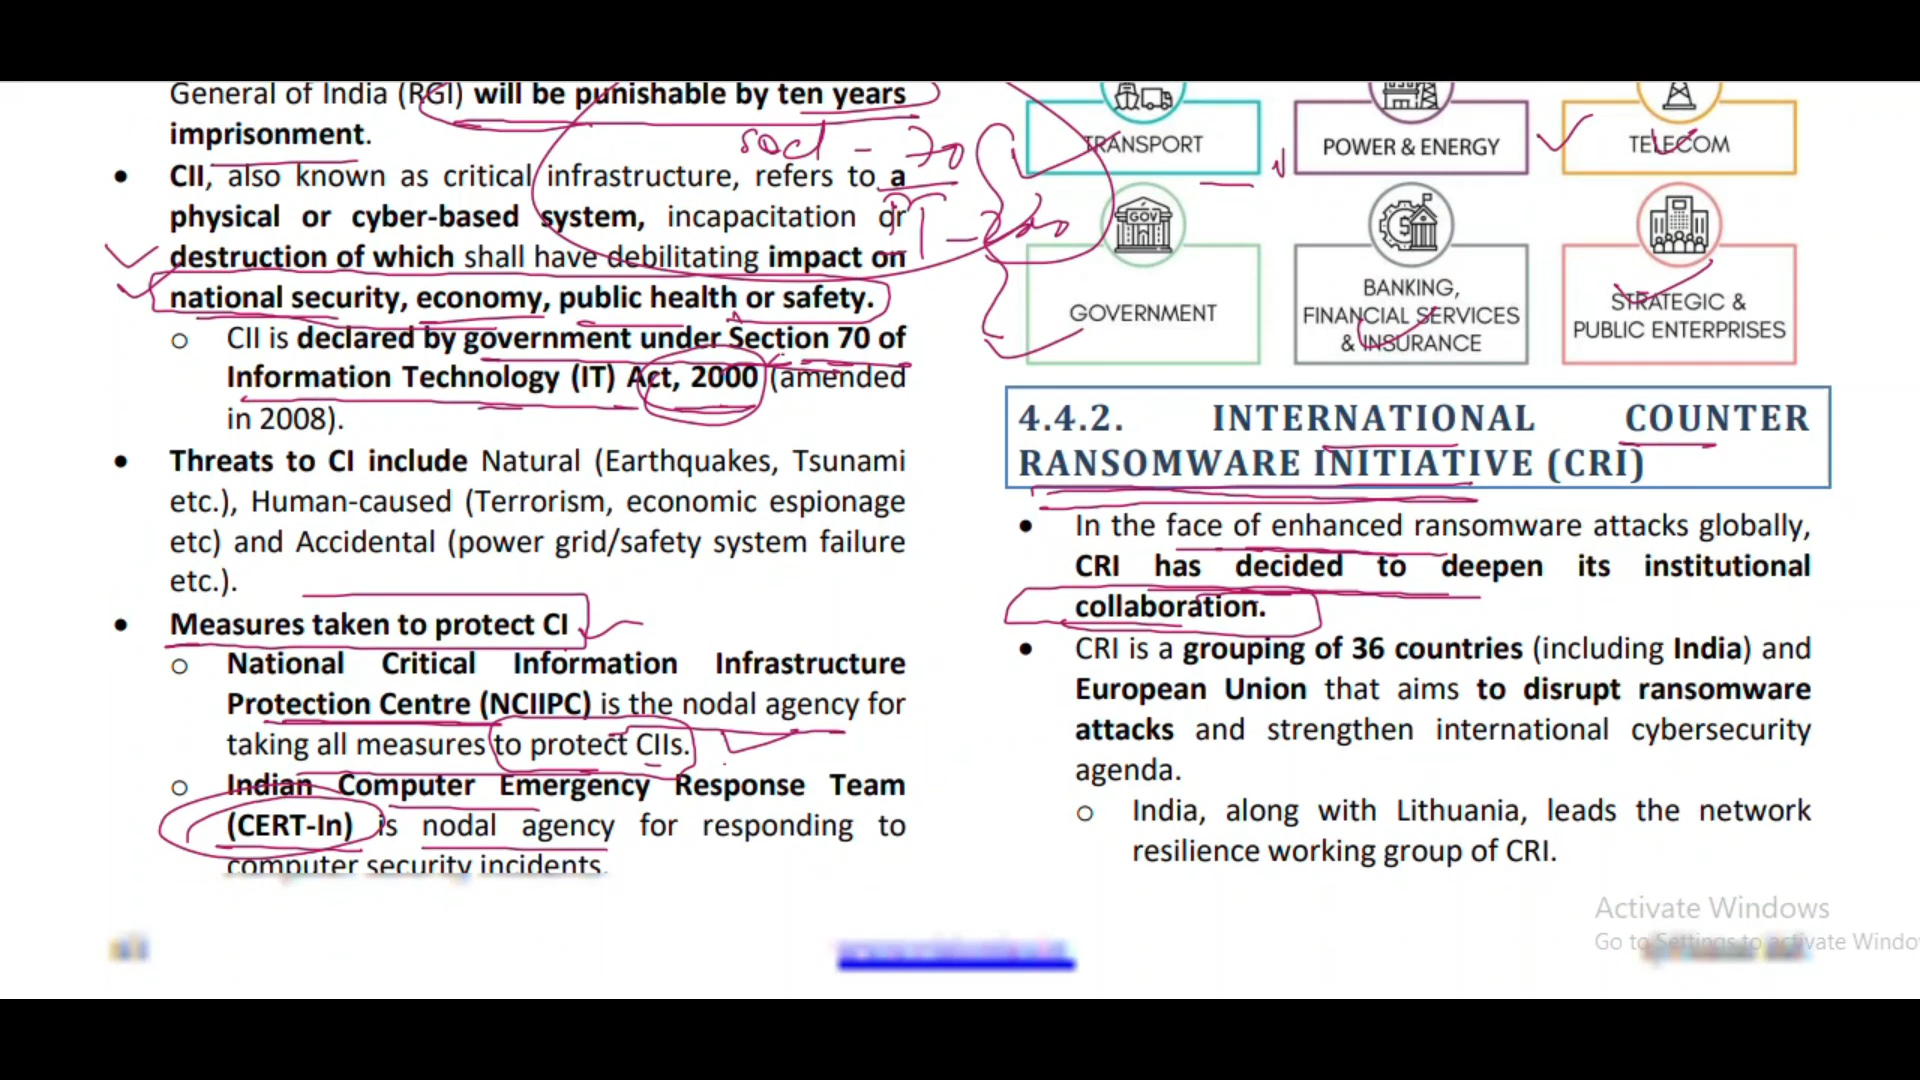 General of India (RGI) will be punishable by ten years
imprisonment.
• CII, also known as critical infrastructure, refers to a
physical or cyber-based system, incapacitation or
destruction of which shall have debilitating impact on
national security, economy, public health or safety.
o CII is declared by government under Section 70 of
Information Technology (IT) Act, 2000 (amended
in 2008).
• Threats to CI include Natural (Earthquakes, Tsunami
etc.), Human-caused (Terrorism, economic espionage
etc) and Accidental (power grid/safety system failure
etc.).
• Measures taken to protect CI
o National Critical Information Infrastructure
Protection Centre (NCIIPC) is the nodal agency for
taking all measures to protect CIIs.
o Indian Computer Emergency Response Team
(CERT-In) is nodal agency for responding to
computer security incidents.
70
TRANSPORT
POWER & ENERGY
TELECOM
GOV
GOVERNMENT
BANKING,
FINANCIAL SERVICES
& INSURANCE
STRATEGIC &
PUBLIC ENTERPRISES
4.4.2. INTERNATIONAL COUNTER
RANSOMWARE INITIATIVE (CRI)
• In the face of enhanced ransomware attacks globally,
CRI has decided to deepen its institutional
collaboration.
• CRI is a grouping of 36 countries (including India) and
European Union that aims to disrupt ransomware
attacks and strengthen international cybersecurity
agenda.
o India, along with Lithuania, leads the network
resilience working group of CRI.
Activate Windows
Go to Settings to activate Windo